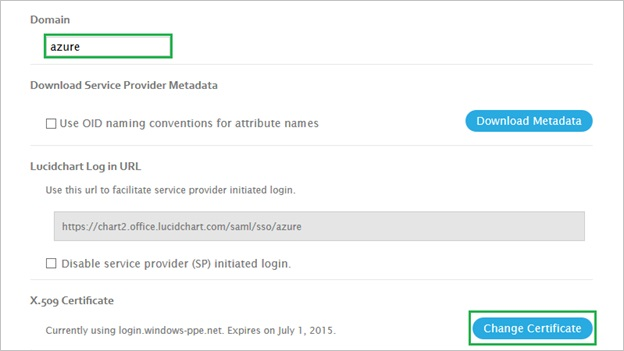 Domain
azure
Download Service Provider Metadata
Use OID naming conventions for attribute names
Download Metadata
Lucidchart Log in URL
Use this url to facilitate service provider initiated login.
https://chart2.office.lucidchart.com/saml/sso/azure
Disable service provider (SP) initiated login.
X.509 Certificate
Currently using login.windows-ppe.net. Expires on July 1, 2015.
Change Certificate